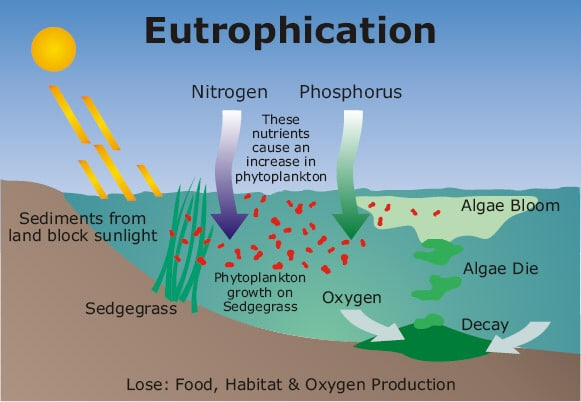 Eutrophication
Nitrogen
Phosphorus
These
nutrients
cause an
increase in
phytoplankton
Sediments from
land block sunlight
Algae Bloom
Phytoplankton
growth on
Sedgegrass
Algae Die
Oxygen
Sedgegrass
Decay
Lose: Food, Habitat & Oxygen Production